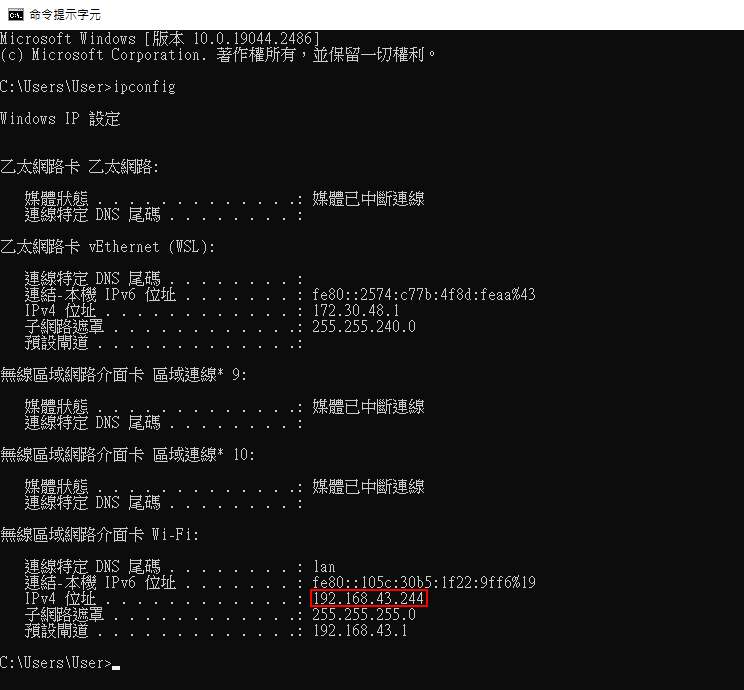 命令提示字元
Microsoft Windows [版本 10.0.19044.2486]
(c) Microsoft Corporation. 著作權所有，並保留一切權利。
C:\Users\User>ipconfig
Windows IP 設定
乙太網路卡 乙太網路:
媒體狀態 . . . . . . . . . . . . .: 媒體已中斷連線
連線特定 DNS 尾碼 . . . . . . . . :
乙太網路卡 vEthernet (WSL):
連線特定 DNS 尾碼 . . . . . . . . :
連結-本機 IPv6 位址 . . . . . . . : fe80::2574:c77b:4f8d:feaa%43
IPv4 位址 . . . . . . . . . . . . : 172.30.48.1
子網路遮罩 . . . . . . . . . . . .: 255.255.240.0
預設閘道 . . . . . . . . . . . . .:
無線區域網路介面卡 區域連線* 9:
媒體狀態 . . . . . . . . . . . . .: 媒體已中斷連線
連線特定 DNS 尾碼 . . . . . . . . :
無線區域網路介面卡 區域連線* 10:
媒體狀態 . . . . . . . . . . . . .: 媒體已中斷連線
連線特定 DNS 尾碼 . . . . . . . . :
無線區域網路介面卡 Wi-Fi:
連線特定 DNS 尾碼 . . . . . . . . : lan
連結-本機 IPv6 位址 . . . . . . . : fe80::105c:30b5:1f22:9ff6%19
IPv4 位址 . . . . . . . . . . . . : 192.168.43.244
子網路遮罩 . . . . . . . . . . . .: 255.255.255.0
預設閘道 . . . . . . . . . . . . .: 192.168.43.1
C:\Users\User>